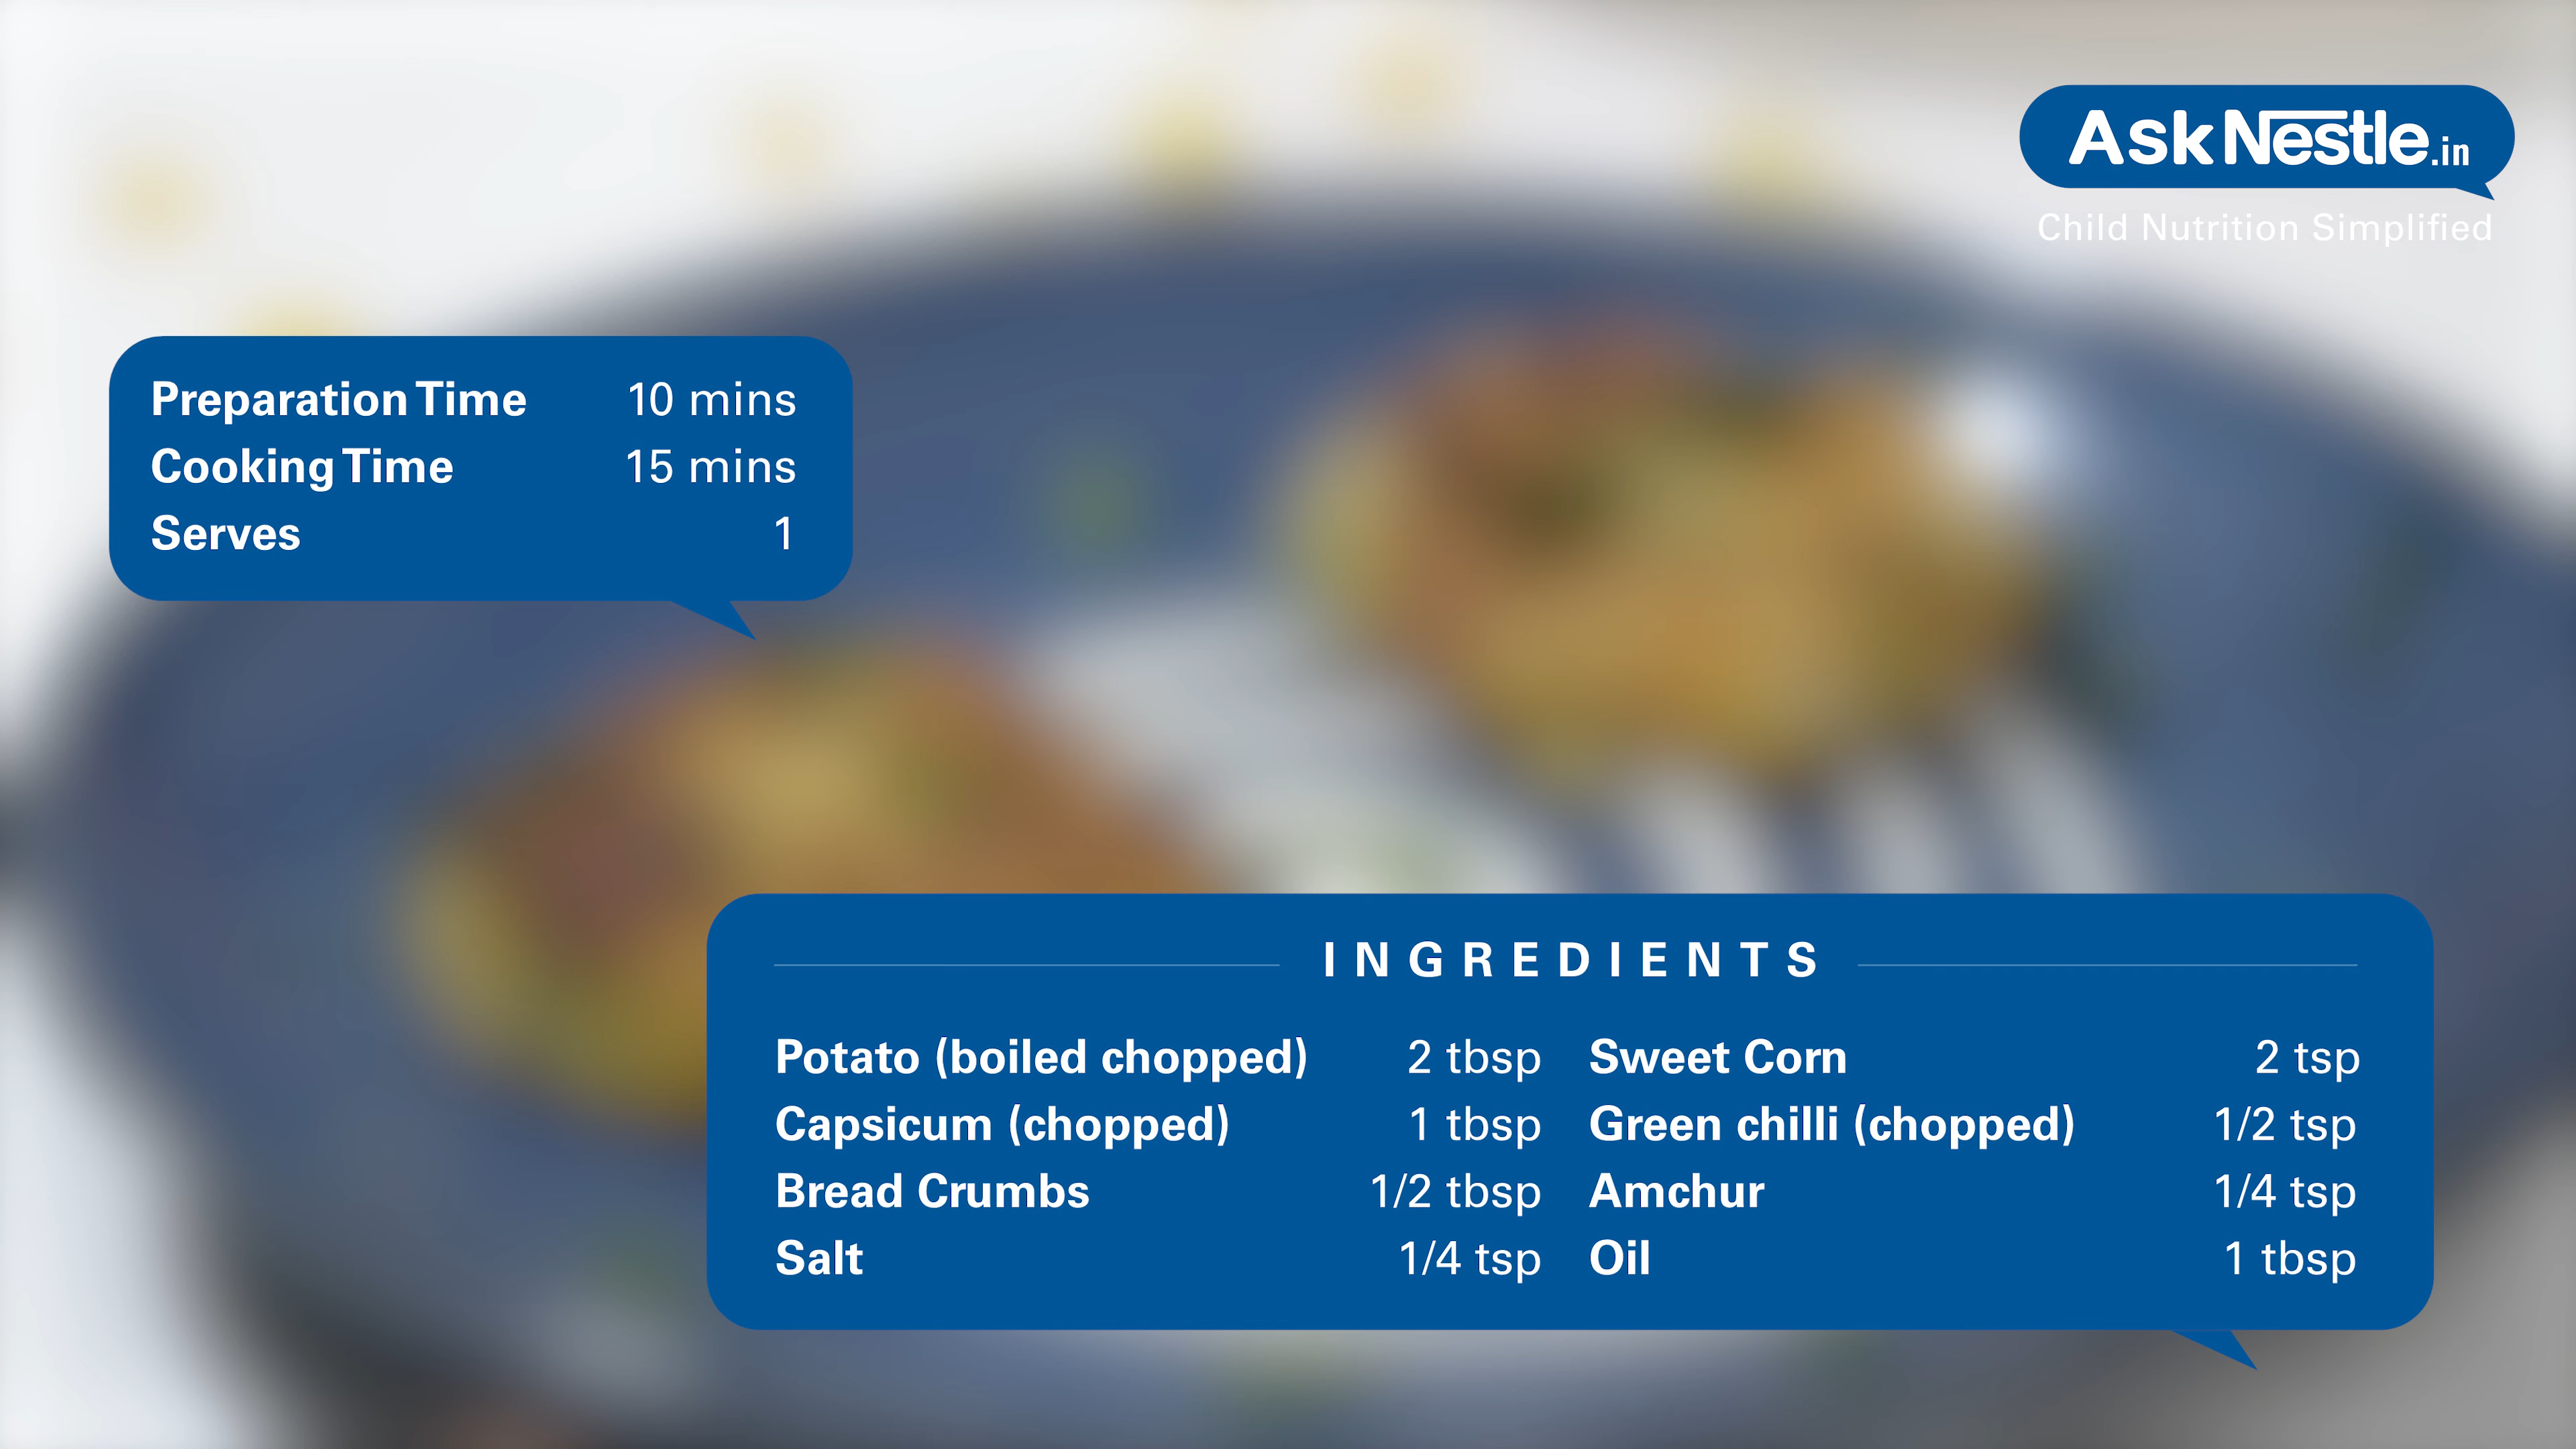 AskNestle.in
Child Nutrition Simplified
Preparation Time 10 mins
Cooking Time 15 mins
Serves 1
INGREDIENTS
Potato (boiled chopped) 2 tbsp Sweet Corn 2 tsp
Capsicum (chopped) 1 tbsp Green chilli (chopped) 1/2 tsp
Bread Crumbs 1/2 tbsp Amchur 1/4 tsp
Salt 1/4 tsp Oil 1 tbsp